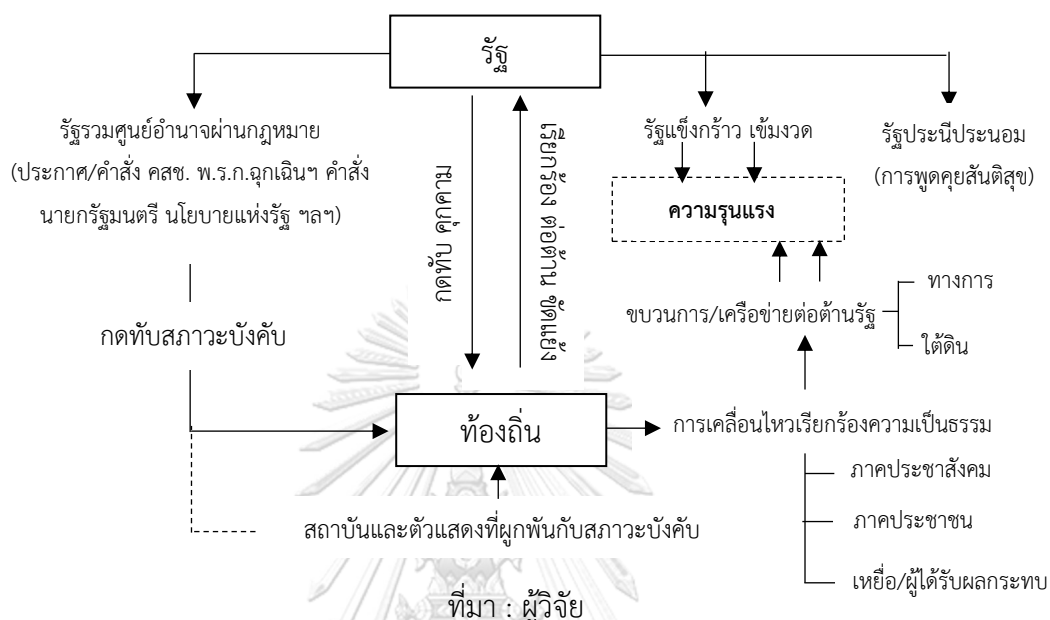 รัฐ
รัฐรวมศูนย์อำนาจผ่านกฎหมาย
(ประกาศ/คำสั่ง คสช. พ.ร.ก.ฉุกเฉินฯ คำสั่ง
นายกรัฐมนตรี นโยบายแห่งรัฐ ฯลฯ)
กดทับสภาวะบังคับ
กดทับ คุกคาม
เรียกร้อง ต่อต้าน ขัดแย้ง
รัฐแข็งกร้าว เข้มงวด
รัฐประนีประนอม
(การพูดคุยสันติสุข)
ความรุนแรง
ขบวนการ/เครือข่ายต่อต้านรัฐ
ทางการ
ใต้ดิน
ท้องถิ่น
การเคลื่อนไหวเรียกร้องความเป็นธรรม
ภาคประชาสังคม
ภาคประชาชน
เหยื่อ/ผู้ได้รับผลกระทบ
สถาบันและตัวแสดงที่ผูกพันกับสภาวะบังคับ
ที่มา : ผู้วิจัย